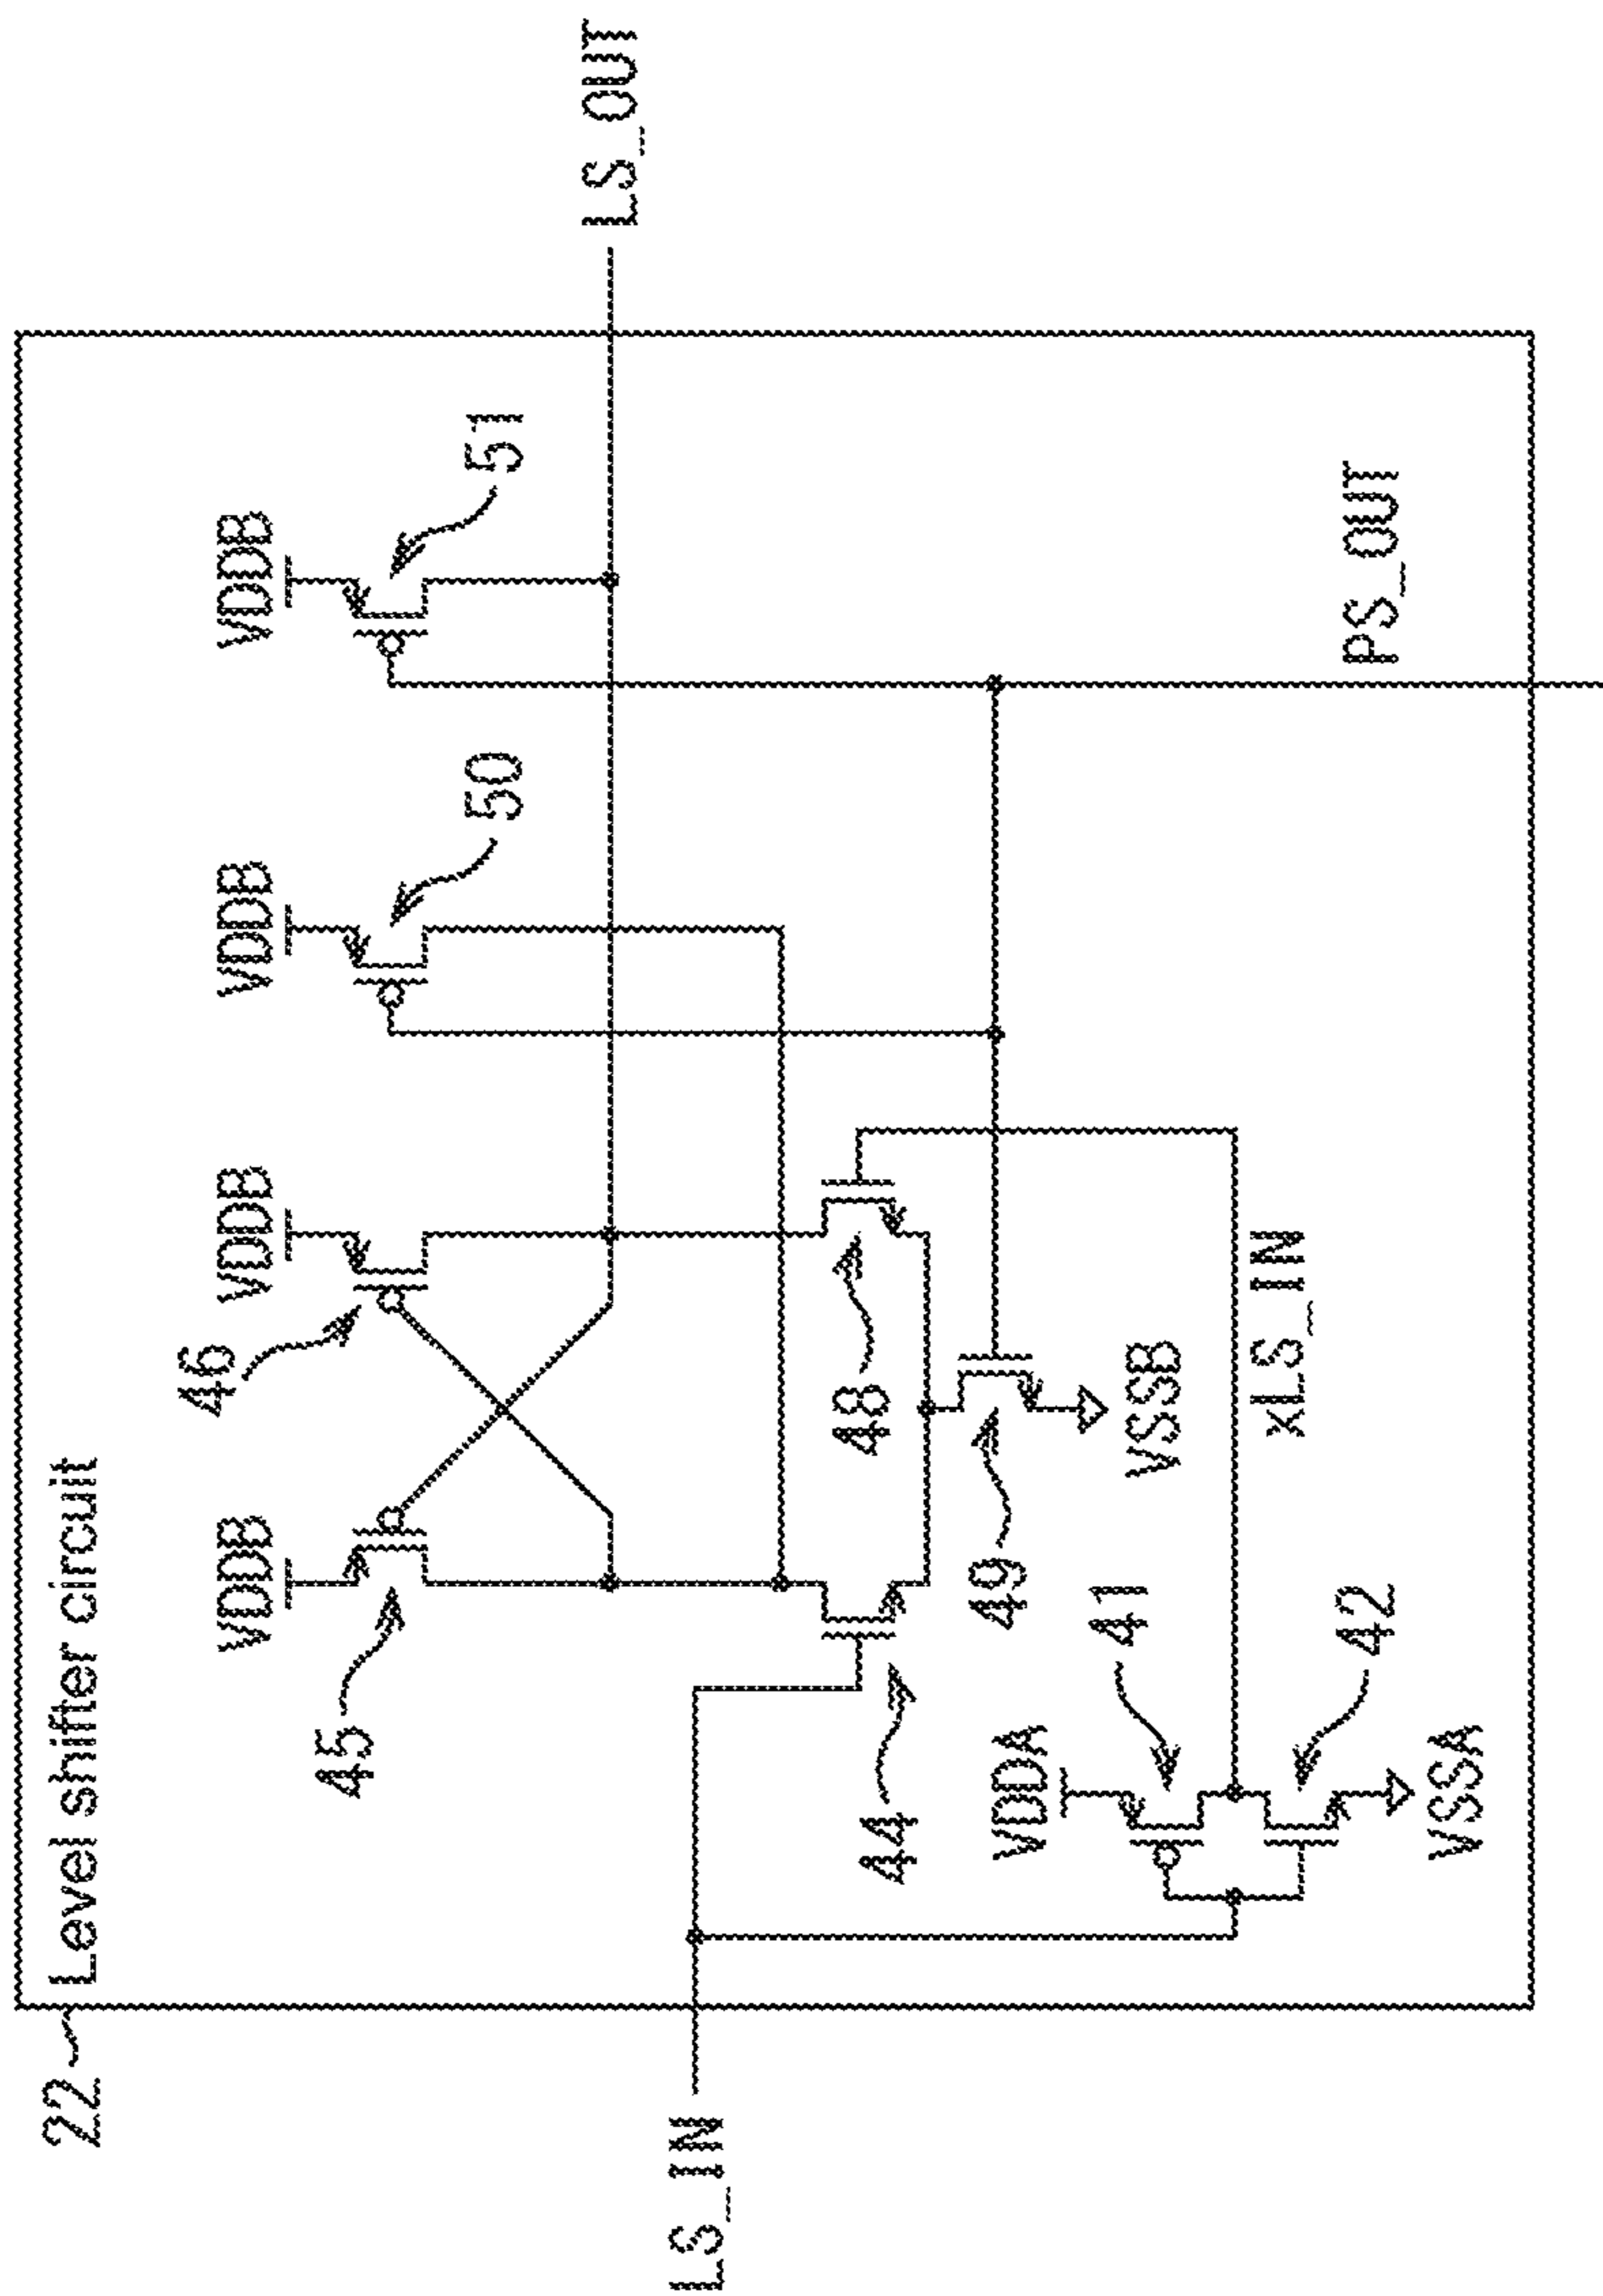 22
Level shifter circuit
VDDB
VDDB
VDDB
VDDB
46
45
50
51
LS_OUT
LS_IN
44
48
49
VSSB
VDDA
41
42
VSSA
xLS_IN
PS_OUT